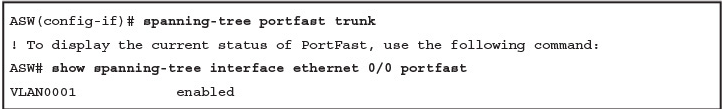 ASW(config-if)# spanning-tree portfast trunk
! To display the current status of PortFast, use the following command:
ASW# show spanning-tree interface ethernet 0/0 portfast
VLAN0001 enabled